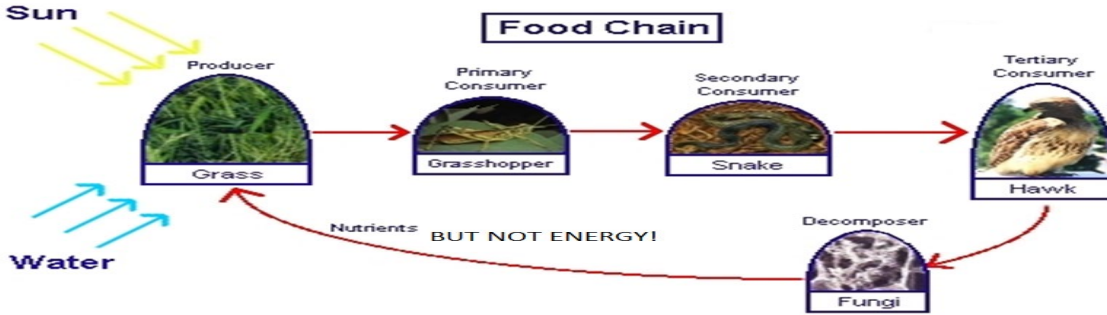 Sun
Food Chain
Producer
Primary
Consumer
Secondary
Consumer
Tertiary
Consumer
Grass
Grasshopper
Snake
Hawk
Nutrients BUT NOT ENERGY!
Decomposer
Water
Fungi